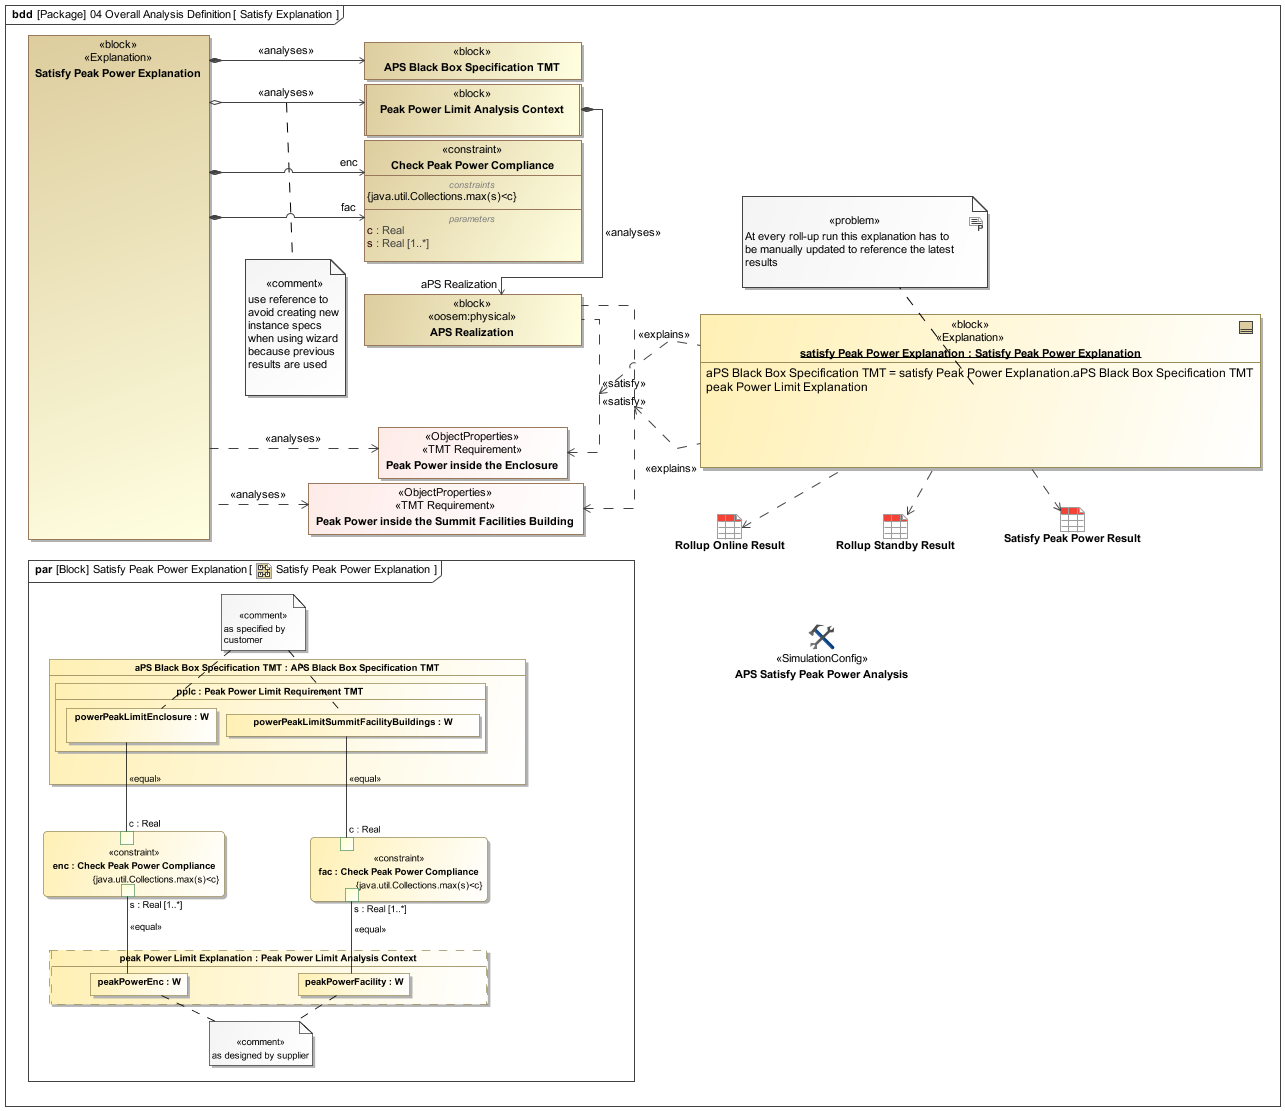 bdd [Package] 04 Overall Analysis Definition [ Satisfy Explanation ]
«block»
«Explanation»
Satisfy Peak Power Explanation
«analyses»
«block»
APS Black Box Specification TMT
«analyses»
«block»
Peak Power Limit Analysis Context
enc
«constraint»
Check Peak Power Compliance
constraints
{java.util.Collections.max(s)<c}
fac
parameters
c : Real
s : Real [1..*]
«analyses»
aPS Realization
«block»
«oosem:physical»
APS Realization
«comment»
use reference to
avoid creating new
instance specs
when using wizard
because previous
results are used
«problem»
At every roll-up run this explanation has to
be manually updated to reference the latest
results
«explains»
«satisfy»
«satisfy»
«explains»
«block»
«Explanation»
satisfy Peak Power Explanation : Satisfy Peak Power Explanation
aPS Black Box Specification TMT = satisfy Peak Power Explanation.aPS Black Box Specification TMT
peak Power Limit Explanation
«analyses»
«ObjectProperties»
«TMT Requirement»
Peak Power inside the Enclosure
«analyses»
«ObjectProperties»
«TMT Requirement»
Peak Power inside the Summit Facilities Building
Rollup Online Result
Rollup Standby Result
Satisfy Peak Power Result
«SimulationConfig»
APS Satisfy Peak Power Analysis
par [Block] Satisfy Peak Power Explanation [ Satisfy Peak Power Explanation ]
«comment»
as specified by
customer
aPS Black Box Specification TMT : APS Black Box Specification TMT
pplc : Peak Power Limit Requirement TMT
powerPeakLimitEnclosure : W
powerPeakLimitSummitFacilityBuildings : W
«equal»
«equal»
c : Real
c : Real
«constraint»
enc : Check Peak Power Compliance
{java.util.Collections.max(s)<c}
«constraint»
fac : Check Peak Power Compliance
{java.util.Collections.max(s)<c}
s : Real [1..*]
s : Real [1..*]
«equal»
«equal»
peak Power Limit Explanation : Peak Power Limit Analysis Context
peakPowerEnc : W
peakPowerFacility : W
«comment»
as designed by supplier